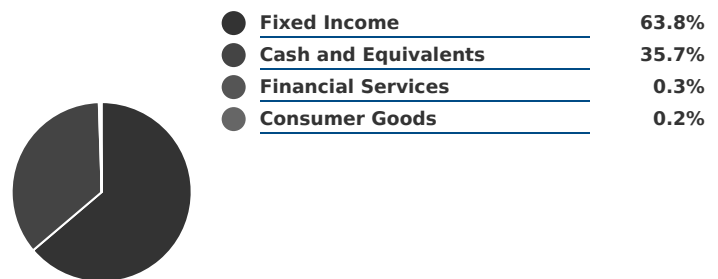 Fixed Income 63.8%
Cash and Equivalents 35.7%
Financial Services 0.3%
Consumer Goods 0.2%